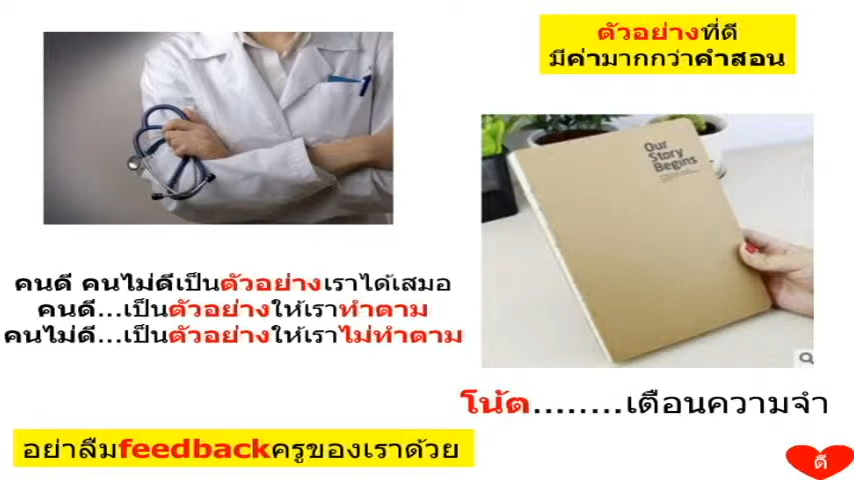 ตัวอย่างที่ดี
มีค่ามากกว่าคำสอน
Our
Story
Begins
คนดี คนไม่ดีเป็นตัวอย่างเราได้เสมอ
คนดี...เป็นตัวอย่างให้เราทำตาม
คนไม่ดี...เป็นตัวอย่างให้เราไม่ทำตาม
โน้ต........เตือนความจำ
อย่าลืมfeedbackครูของเราด้วย
ดี